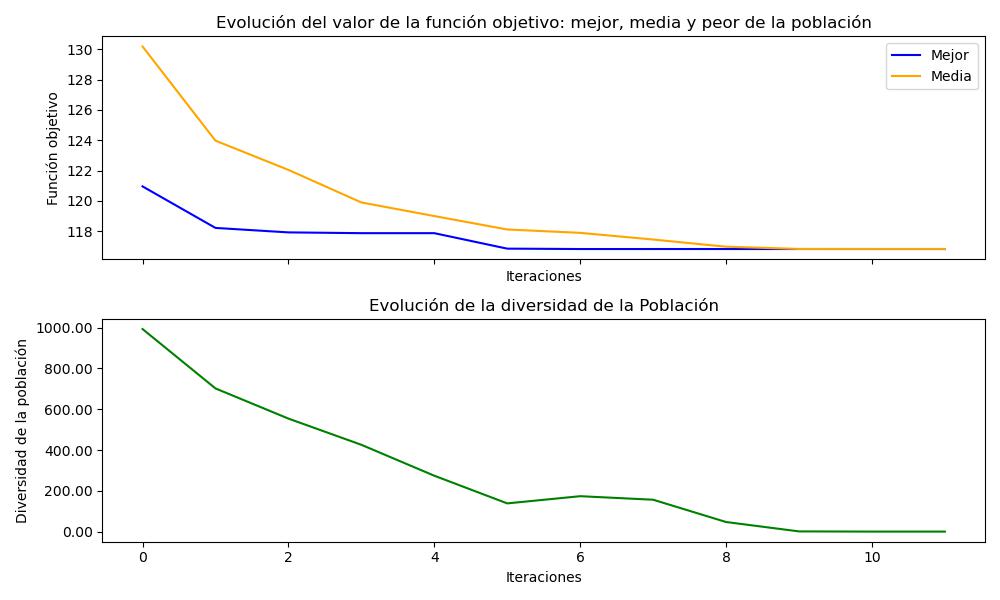 Evolución del valor de la función objetivo: mejor, media y peor de la población
Función objetivo
130
128
126
124
122
120
118
Mejor
Media
Iteraciones
Evolución de la diversidad de la Población
Diversidad de la población
1000.00
800.00
600.00
400.00
200.00
0.00
0 2 4 6 8 10
Iteraciones